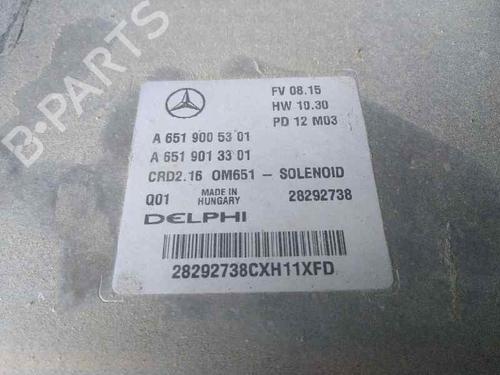 FV 08.15
HW 10.30
PD 12 M03
A 651 900 53 01
A 651 901 33 01
CRD2.16 OM651 - SOLENOID
Q01 MADE IN HUNGARY 28292738
DELPHI
28292738CXH11XFD
B-PARTS